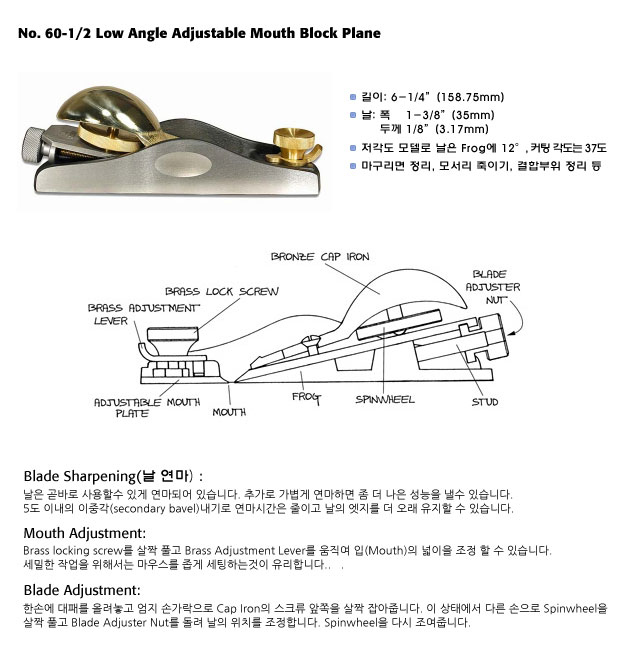 No. 60-1/2 Low Angle Adjustable Mouth Block Plane
길이: 6-1/4" (158.75mm)
날: 폭 1-3/8" (35mm)
두께 1/8" (3.17mm)
저각도 모델로 날은 Frog에 12°, 커팅 각도는 37도
마구리면 정리, 모서리 죽이기, 결합부위 정리 등
BRONZE CAP IRON
BRASS LOCK SCREW
BLADE
ADJUSTER
NUT
BRASS ADJUSTMENT
LEVER
ADJUSTABLE MOUTH
PLATE
MOUTH
FROG
SPINWHEEL
STUD
Blade Sharpening(날 연마) :
날은 곧바로 사용할수 있게 연마되어 있습니다. 추가로 가볍게 연마하면 좀 더 나은 성능을 낼수 있습니다.
5도 이내의 이중각(secondary bavel)내기로 연마시간은 줄이고 날의 엣지를 더 오래 유지할 수 있습니다.
Mouth Adjustment:
Brass locking screw를 살짝 풀고 Brass Adjustment Lever를 움직여 입(Mouth)의 넓이을 조정 할 수 있습니다.
세밀한 작업을 위해서는 마우스를 좁게 세팅하는것이 유리합니다.. .
Blade Adjustment:
한손에 대패를 올려놓고 엄지 손가락으로 Cap Iron의 스크류 앞쪽을 살짝 잡아줍니다. 이 상태에서 다른 손으로 Spinwheel을
살짝 풀고 Blade Adjuster Nut를 돌려 날의 위치를 조정합니다. Spinwheel을 다시 조여줍니다.